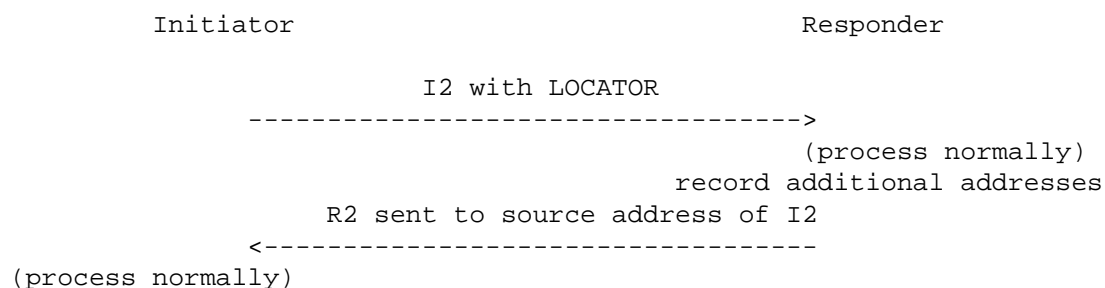 Initiator Responder
I2 with LOCATOR
----------------------------------->
(process normally)
record additional addresses
R2 sent to source address of I2
<-----------------------------------
(process normally)